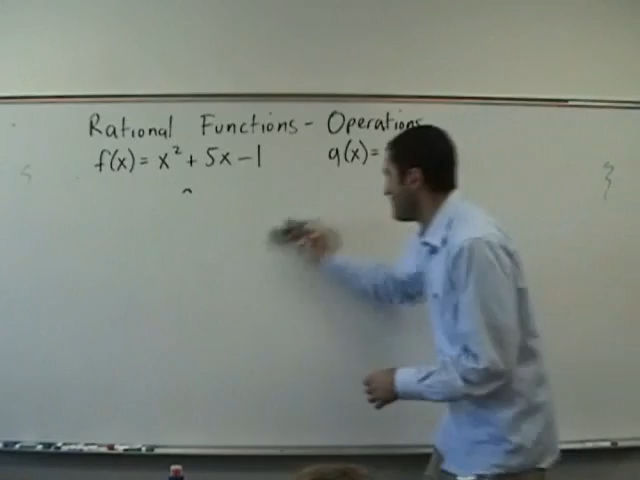 Rational Functions - Operations
f(x) = x² + 5x - 1 g(x) =